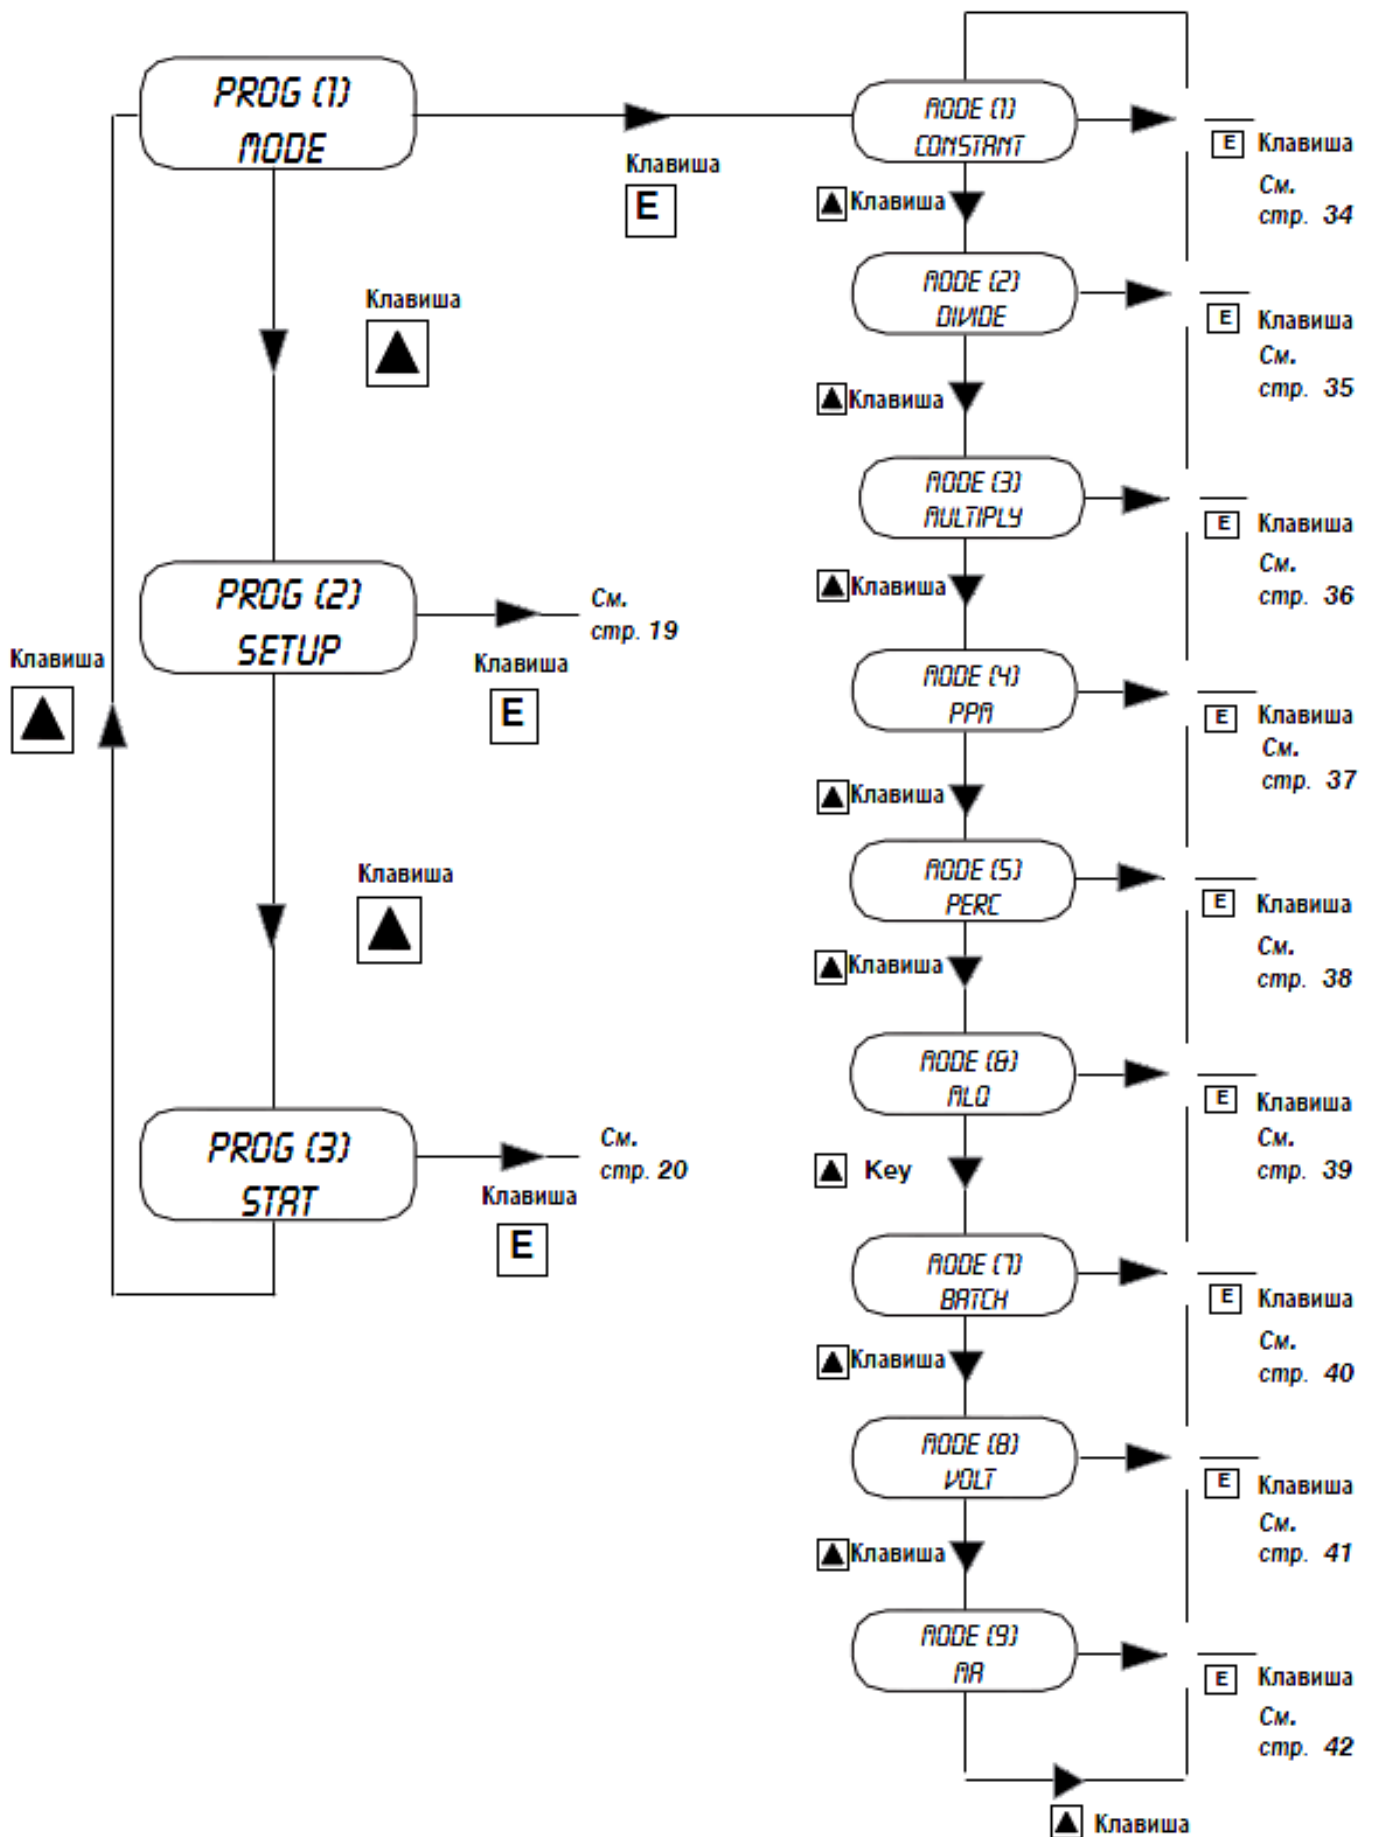 PROG (1)
MODE
Клавиша
E
Клавиша
PROG (2)
SETUP
См.
стр. 19
Клавиша
E
Клавиша
Клавиша
PROG (3)
STAT
См.
стр. 20
Клавиша
E
MODE (1)
CONSTANT
E Клавиша
См.
стр. 34
Клавиша
MODE (2)
DIVIDE
E Клавиша
См.
стр. 35
Клавиша
MODE (3)
MULTIPLY
E Клавиша
См.
стр. 36
Клавиша
MODE (4)
PPM
E Клавиша
См.
стр. 37
Клавиша
MODE (5)
PERC
E Клавиша
См.
стр. 38
Клавиша
MODE (6)
MLQ
E Клавиша
См.
стр. 39
Key
MODE (7)
BATCH
E Клавиша
См.
стр. 40
Клавиша
MODE (8)
VOLT
E Клавиша
См.
стр. 41
Клавиша
MODE (9)
MA
E Клавиша
См.
стр. 42
Клавиша